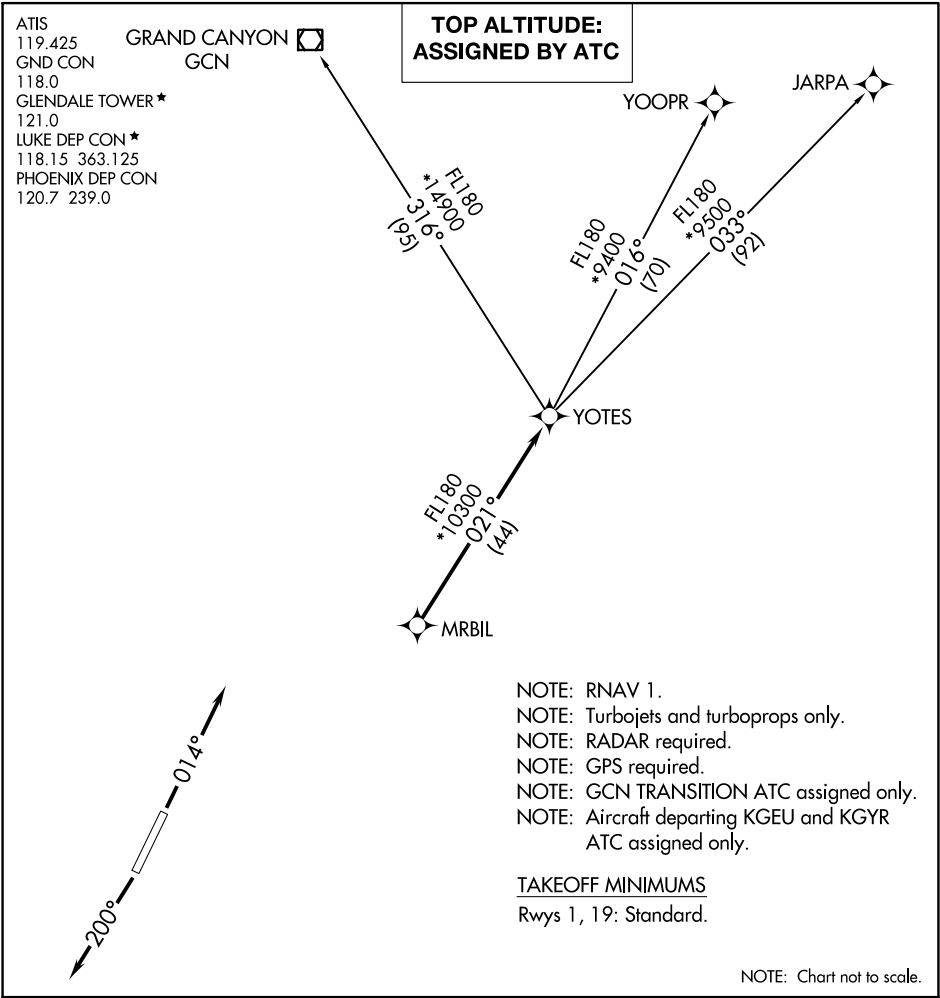 ATIS
119.425
GND CON
118.0
GLENDALE TOWER★
121.0
LUKE DEP CON★
118.15 363.125
PHOENIX DEP CON
120.7 239.0
GRAND CANYON
GCN
TOP ALTITUDE:
ASSIGNED BY ATC
YOOPR
JARPA
FL180
*14900
316°
(95)
FL180
*9400
016°
(70)
FL180
*9500
033°
(92)
YOTES
FL180
*10300
021°
(44)
MRBIL
014°
200°
NOTE: RNAV 1.
NOTE: Turbojets and turboprops only.
NOTE: RADAR required.
NOTE: GPS required.
NOTE: GCN TRANSITION ATC assigned only.
NOTE: Aircraft departing KGEU and KGYR
ATC assigned only.
TAKEOFF MINIMUMS
Rwys 1, 19: Standard.
NOTE: Chart not to scale.